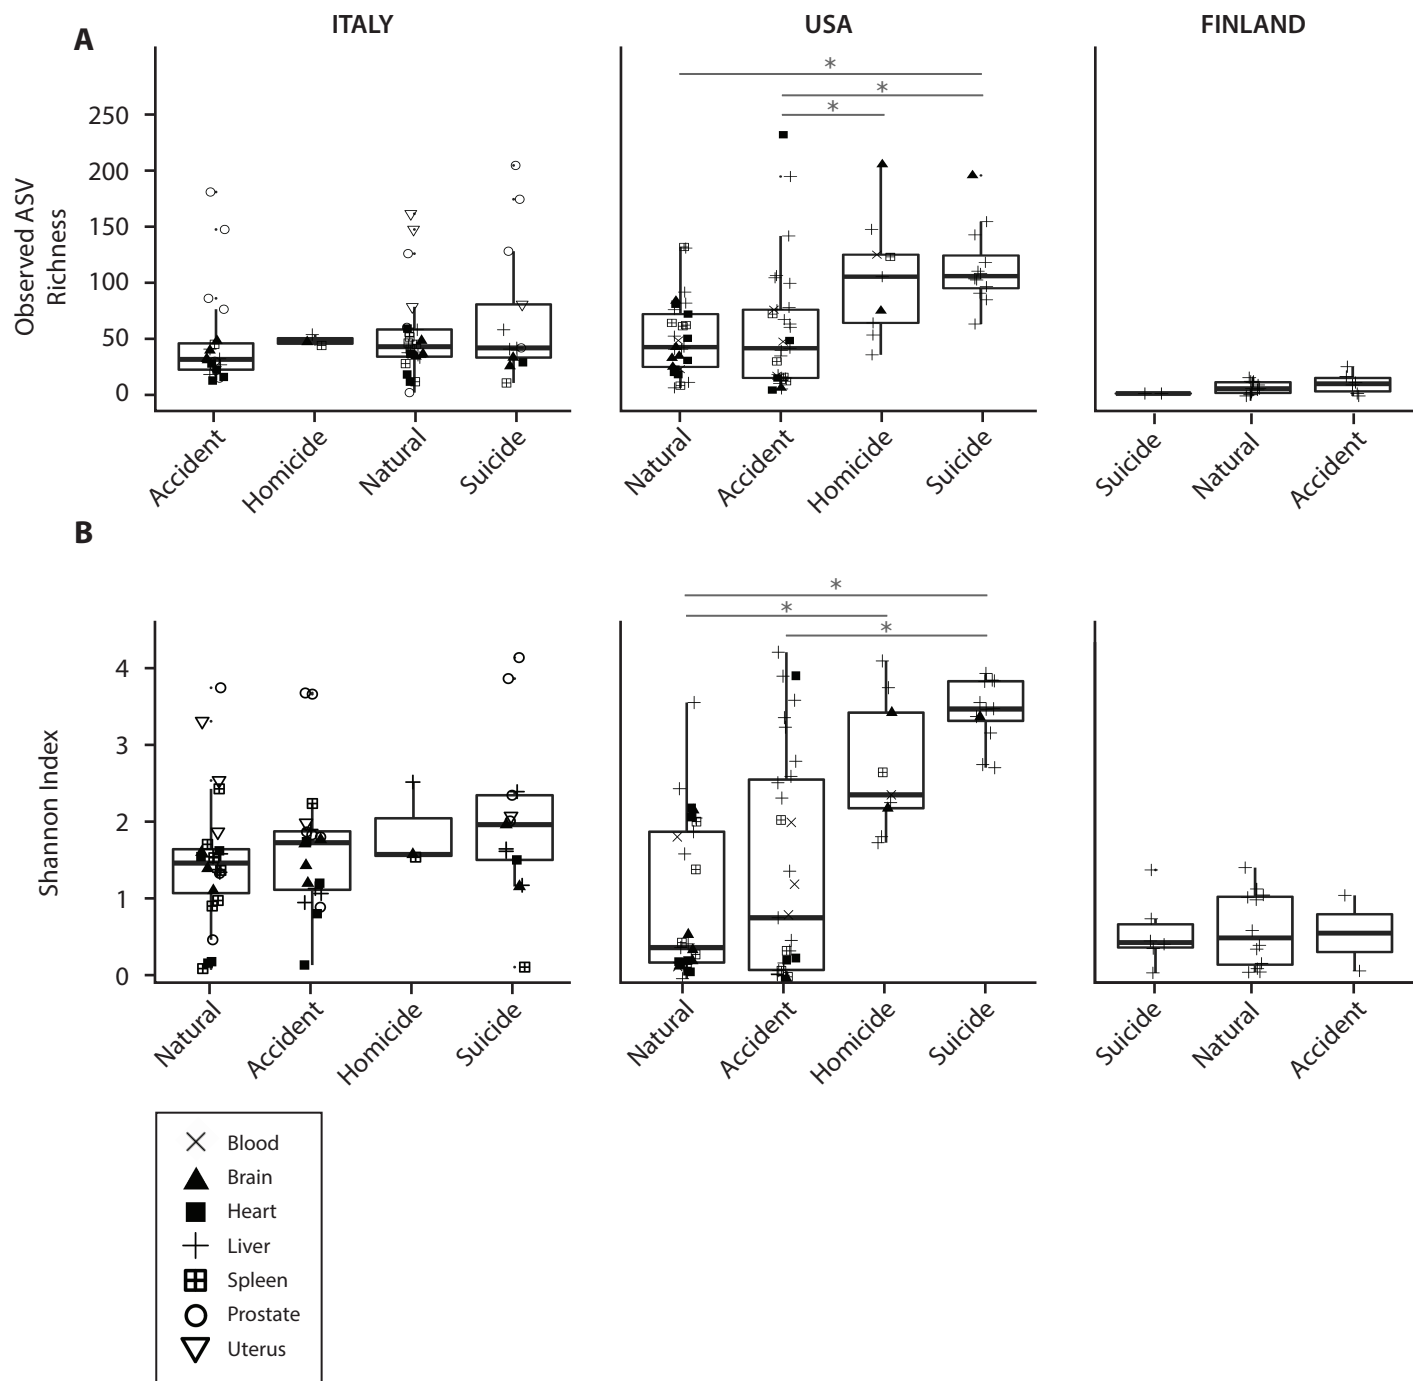 ITALY USA FINLAND
A
Observed ASV
Richness
250
200
150
100
50
0
Accident Homicide Natural Suicide
Natural Accident Homicide Suicide
Suicide Natural Accident
* * *
B
Shannon Index
4
3
2
1
0
Natural Accident Homicide Suicide
Natural Accident Homicide Suicide
Suicide Natural Accident
* * *
Blood
Brain
Heart
Liver
Spleen
Prostate
Uterus